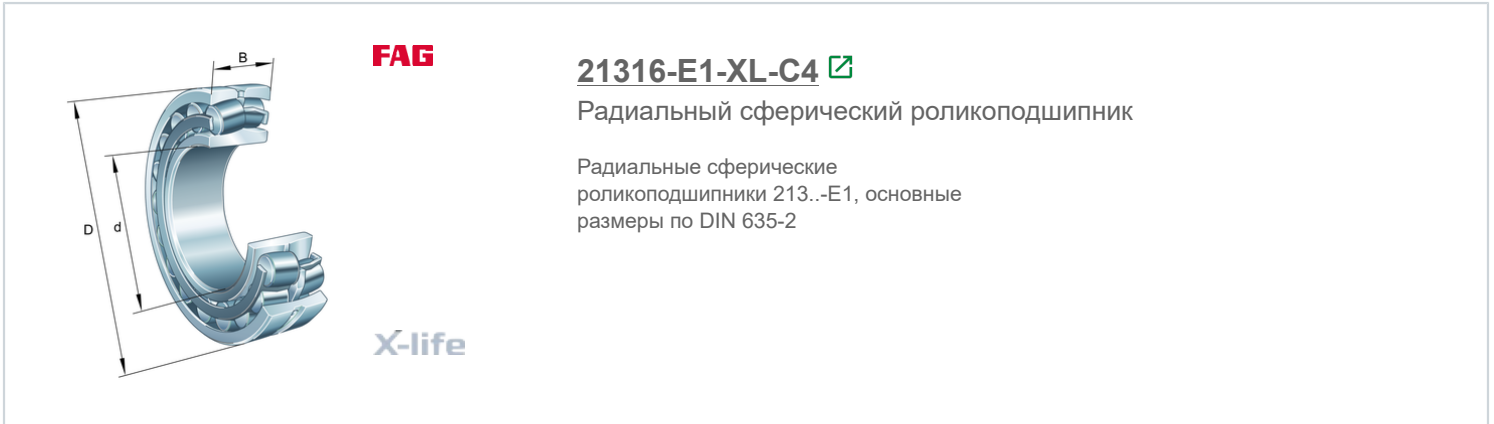 B
FAG
21316-E1-XL-C4
Радиальный сферический роликоподшипник
Радиальные сферические
роликоподшипники 213..-E1, основные
размеры по DIN 635-2
D
d
X-life